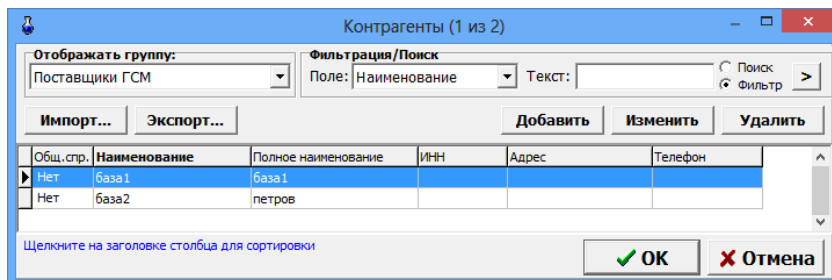 Контрагенты (1 из 2)
Отображать группу:
Поставщики ГСМ
Фильтрация/Поиск
Поле: Наименование Текст:
Поиск
Фильтр
>
Импорт... Экспорт... Добавить Изменить Удалить
Общ.спр. Наименование Полное наименование ИНН Адрес Телефон
Нет база1 база1
Нет база2 петров
Щелкните на заголовке столбца для сортировки
OK Отмена